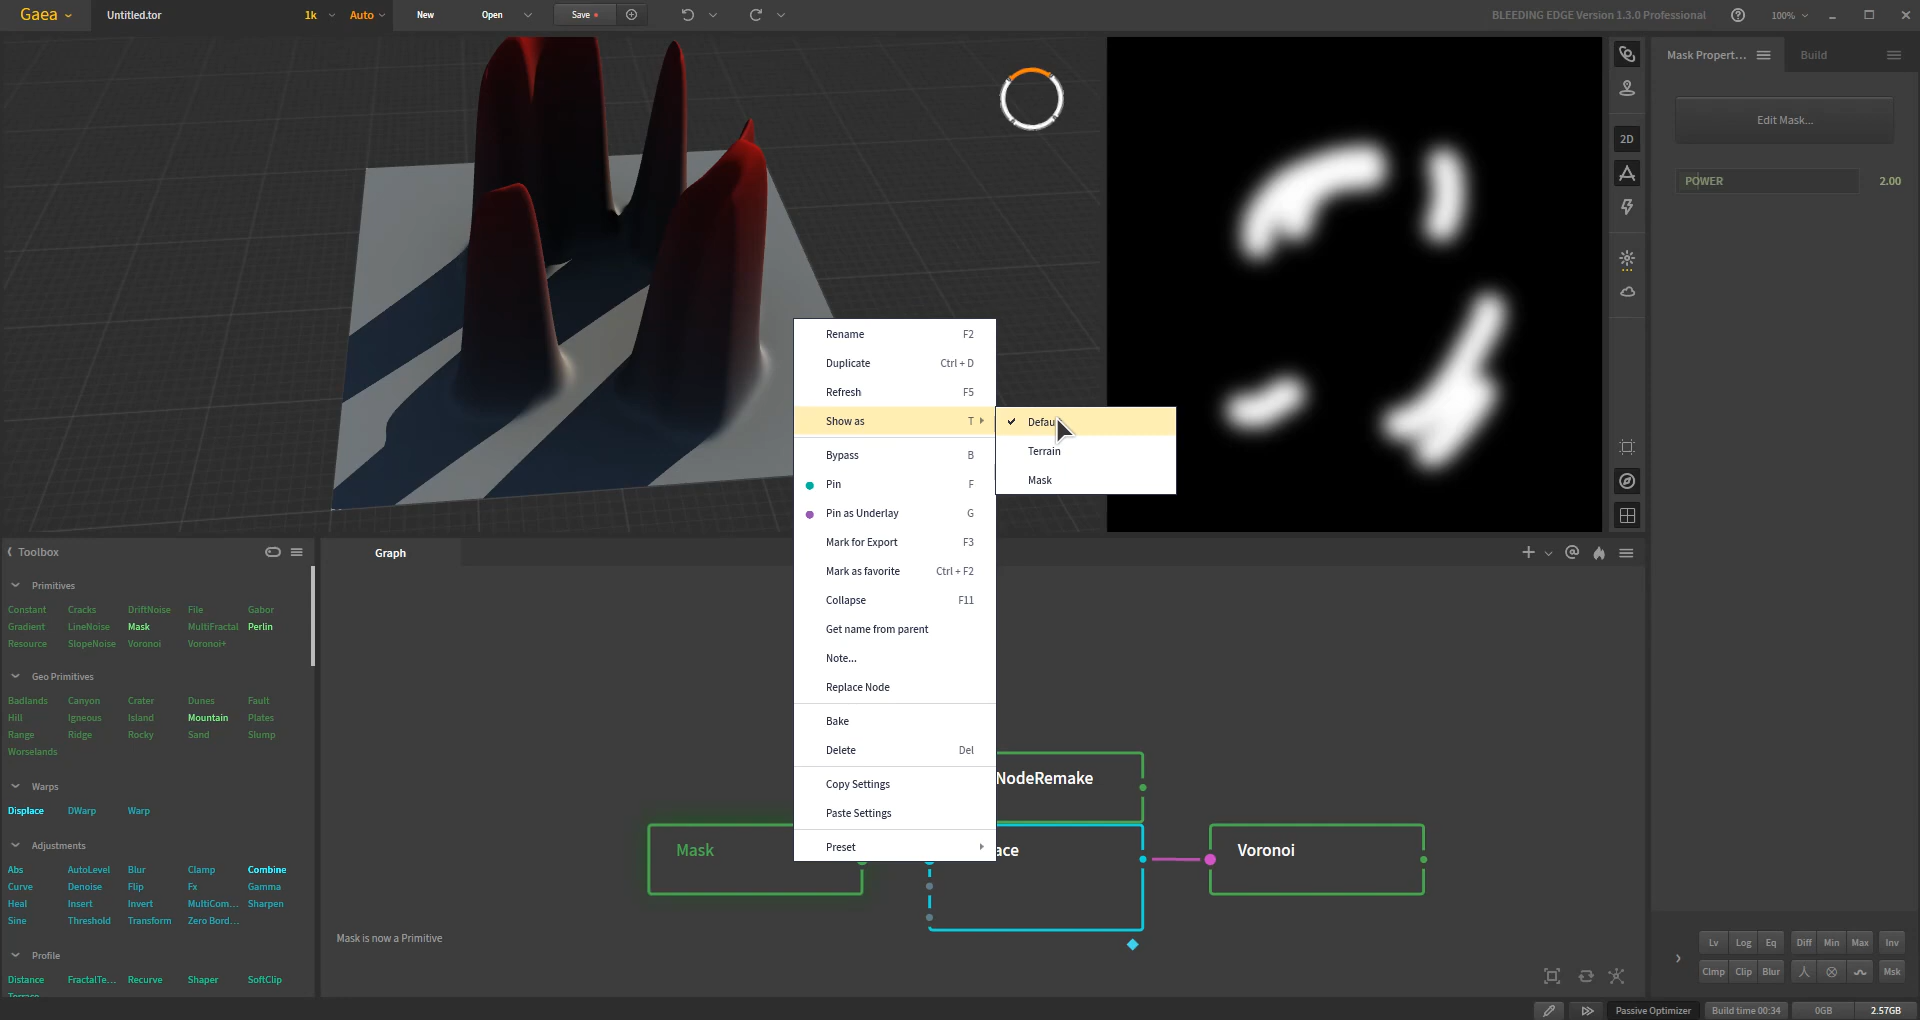 Gaea
Untitled.tor
1k
Auto
New
Open
Save
BLEEDING EDGE Version 1.3.0 Professional
100%
Mask Propert...
Build
Edit Mask...
POWER 2.00
2D
Rename F2
Duplicate Ctrl + D
Refresh F5
Show as T
Bypass B
Pin F
Pin as Underlay G
Mark for Export F3
Mark as favorite Ctrl + F2
Collapse F11
Get name from parent
Note...
Replace Node
Bake
Delete Del
Copy Settings
Paste Settings
Preset
Defau
Terrain
Mask
Toolbox
Primitives
Constant Cracks DriftNoise File Gabor
Gradient LineNoise Mask MultiFractal Perlin
Resource SlopeNoise Voronoi Voronoi+
Geo Primitives
Badlands Canyon Crater Dunes Fault
Hill Igneous Island Mountain Plates
Range Ridge Rocky Sand Slump
Worselands
Warps
Displace DWarp Warp
Adjustments
Abs AutoLevel Blur Clamp Combine
Curve Denoise Flip Fx Gamma
Heal Insert Invert MultiCom... Sharpen
Sine Threshold Transform Zero Bord...
Profile
Distance FractalTe... Recurve Shaper SoftClip
Graph
NodeRemake
Mask
ace
Voronoi
Mask is now a Primitive
Lv Log Eq Diff Min Max Inv
Clmp Clip Blur Msk
Passive Optimizer
Build time 00:34
0GB
2.57GB